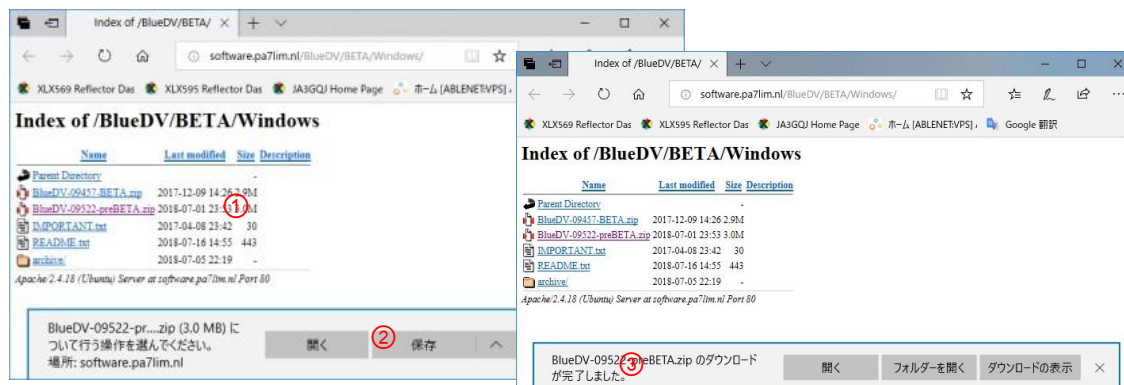 Index of /BlueDV/BETA/
software.pa7lim.nl/BlueDV/BETA/Windows/
XLX569 Reflector Das XLX595 Reflector Das JA3GQJ Home Page ホーム [ABLENET:VPS]
Index of /BlueDV/BETA/Windows
Name Last modified Size Description
Parent Directory -
BlueDV-09457-BETA.zip 2017-12-09 14:26 2.9M
BlueDV-09522-preBETA.zip 2018-07-01 23:53 3.0M
①
IMPORTANT.txt 2017-04-08 23:42 30
README.txt 2018-07-16 14:55 443
archive/ 2018-07-05 22:19 -
Apache/2.4.18 (Ubuntu) Server at software.pa7lim.nl Port 80
BlueDV-09522-pr....zip (3.0 MB) に
ついて行う操作を選んでください。
場所: software.pa7lim.nl
開く
②
保存
Index of /BlueDV/BETA/
software.pa7lim.nl/BlueDV/BETA/Windows/
XLX569 Reflector Das XLX595 Reflector Das JA3GQJ Home Page ホーム [ABLENET:VPS] Google 翻訳
Index of /BlueDV/BETA/Windows
Name Last modified Size Description
Parent Directory -
BlueDV-09457-BETA.zip 2017-12-09 14:26 2.9M
BlueDV-09522-preBETA.zip 2018-07-01 23:53 3.0M
IMPORTANT.txt 2017-04-08 23:42 30
README.txt 2018-07-16 14:55 443
archive/ 2018-07-05 22:19 -
Apache/2.4.18 (Ubuntu) Server at software.pa7lim.nl Port 80
BlueDV-09522-preBETA.zip のダウンロード
が完了しました。
③
開く
フォルダーを開く
ダウンロードの表示